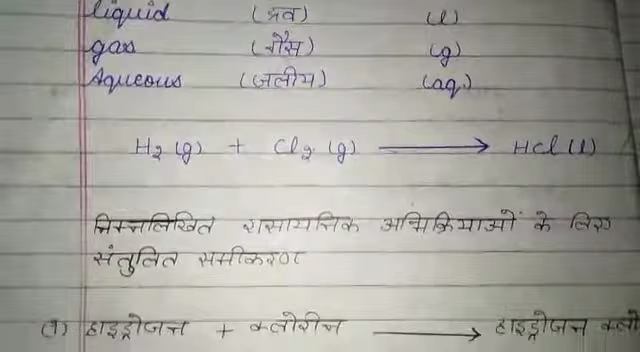 liquid (द्रव) (l)
gas (गैस) (g)
Aqueous (जलीय) (aq.)
H₂(g) + Cl₂(g) ⟶ HCl(l)
निम्नलिखित रासायनिक अभिक्रियाओं के लिए
संतुलित समीकरण
(1) हाइड्रोजन + क्लोरीन ⟶ हाइड्रोजन क्लो